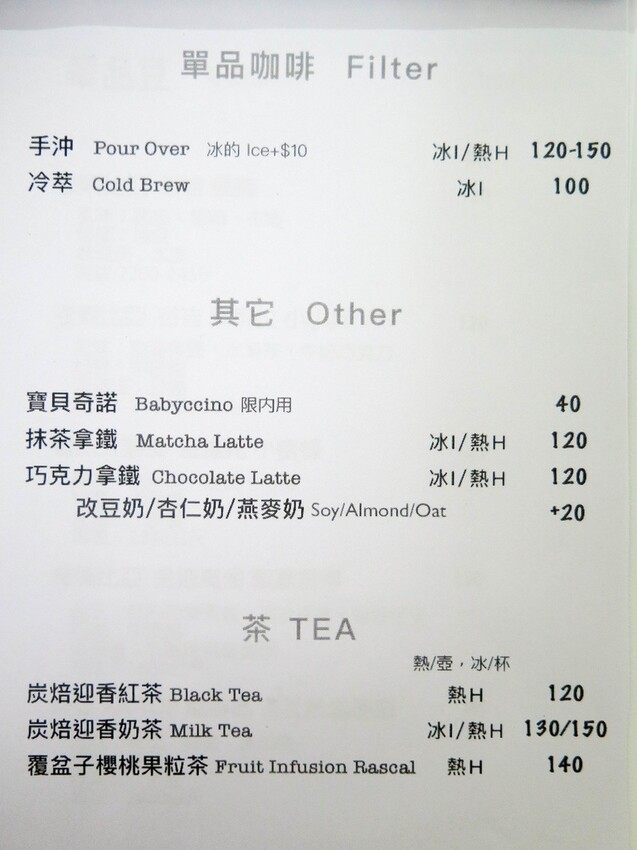 單品咖啡 Filter
手沖 Pour Over 冰的 Ice+$10 冰I/熱H 120-150
冷萃 Cold Brew 冰I 100
其它 Other
寶貝奇諾 Babyccino 限內用 40
抹茶拿鐵 Matcha Latte 冰I/熱H 120
巧克力拿鐵 Chocolate Latte 冰I/熱H 120
改豆奶/杏仁奶/燕麥奶 Soy/Almond/Oat +20
茶 TEA
熱/壺，冰/杯
炭焙迎香紅茶 Black Tea 熱H 120
炭焙迎香奶茶 Milk Tea 冰I/熱H 130/150
覆盆子櫻桃果粒茶 Fruit Infusion Rascal 熱H 140